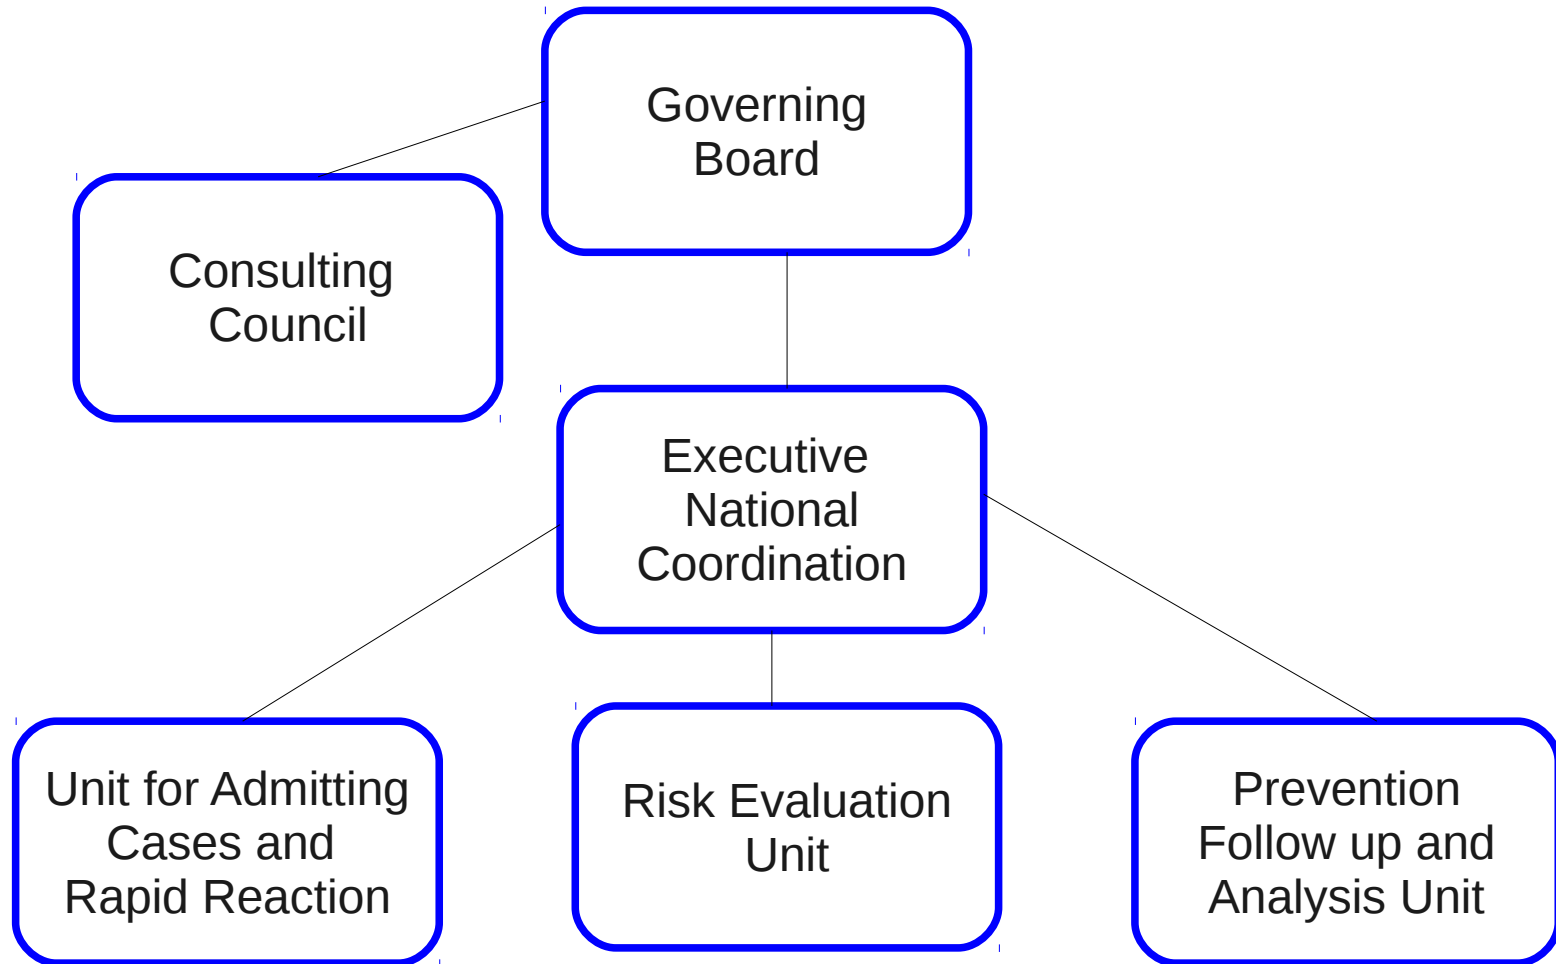 Governing
Board
Consulting
Council
Executive
National
Coordination
Unit for Admitting
Cases and
Rapid Reaction
Risk Evaluation
Unit
Prevention
Follow up and
Analysis Unit